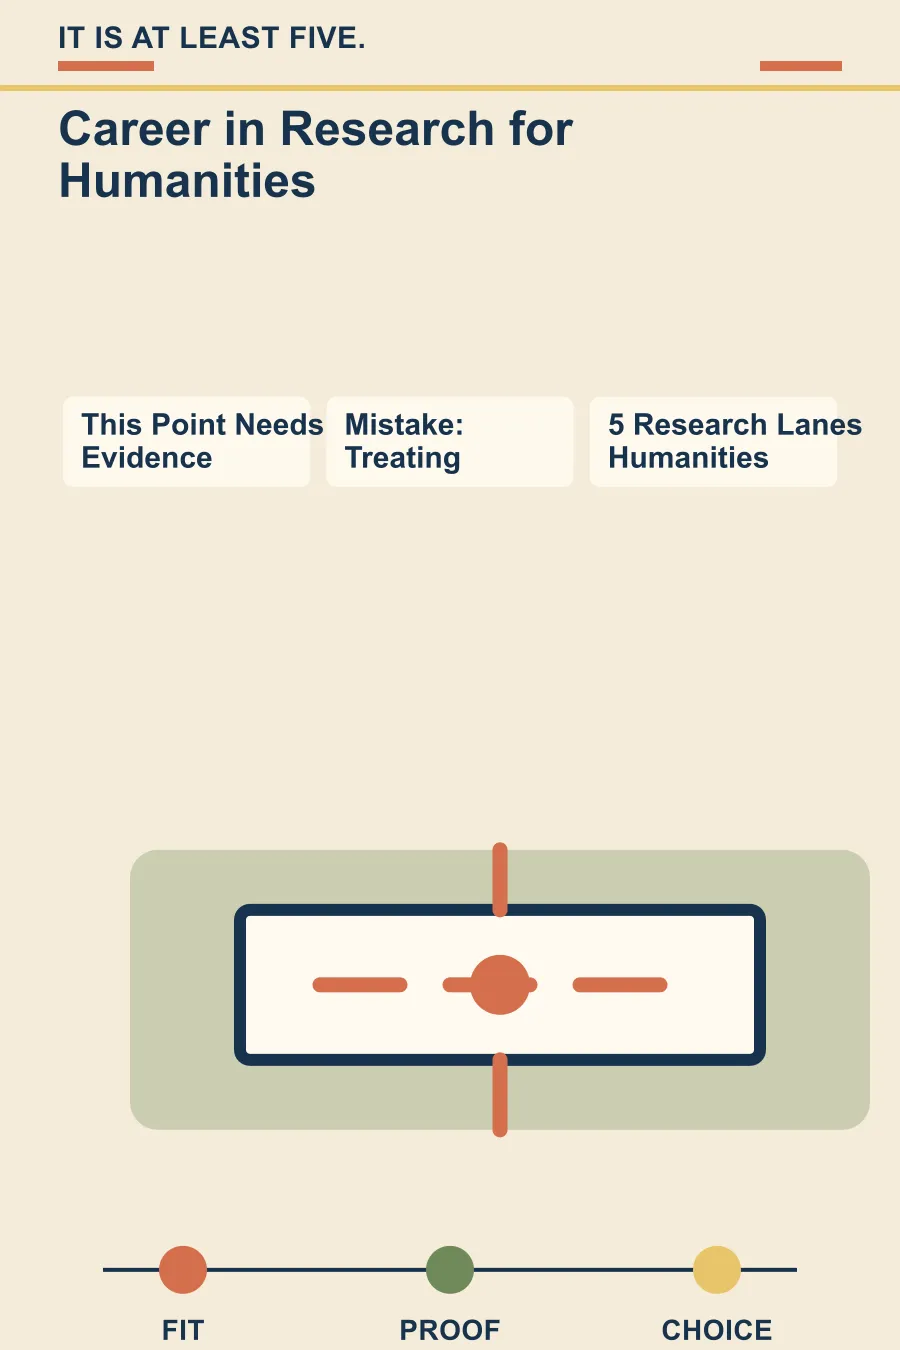 IT IS AT LEAST FIVE.
Career in Research for
Humanities
This Point Needs
Evidence
Mistake:
Treating
5 Research Lanes
Humanities
FIT
PROOF
CHOICE